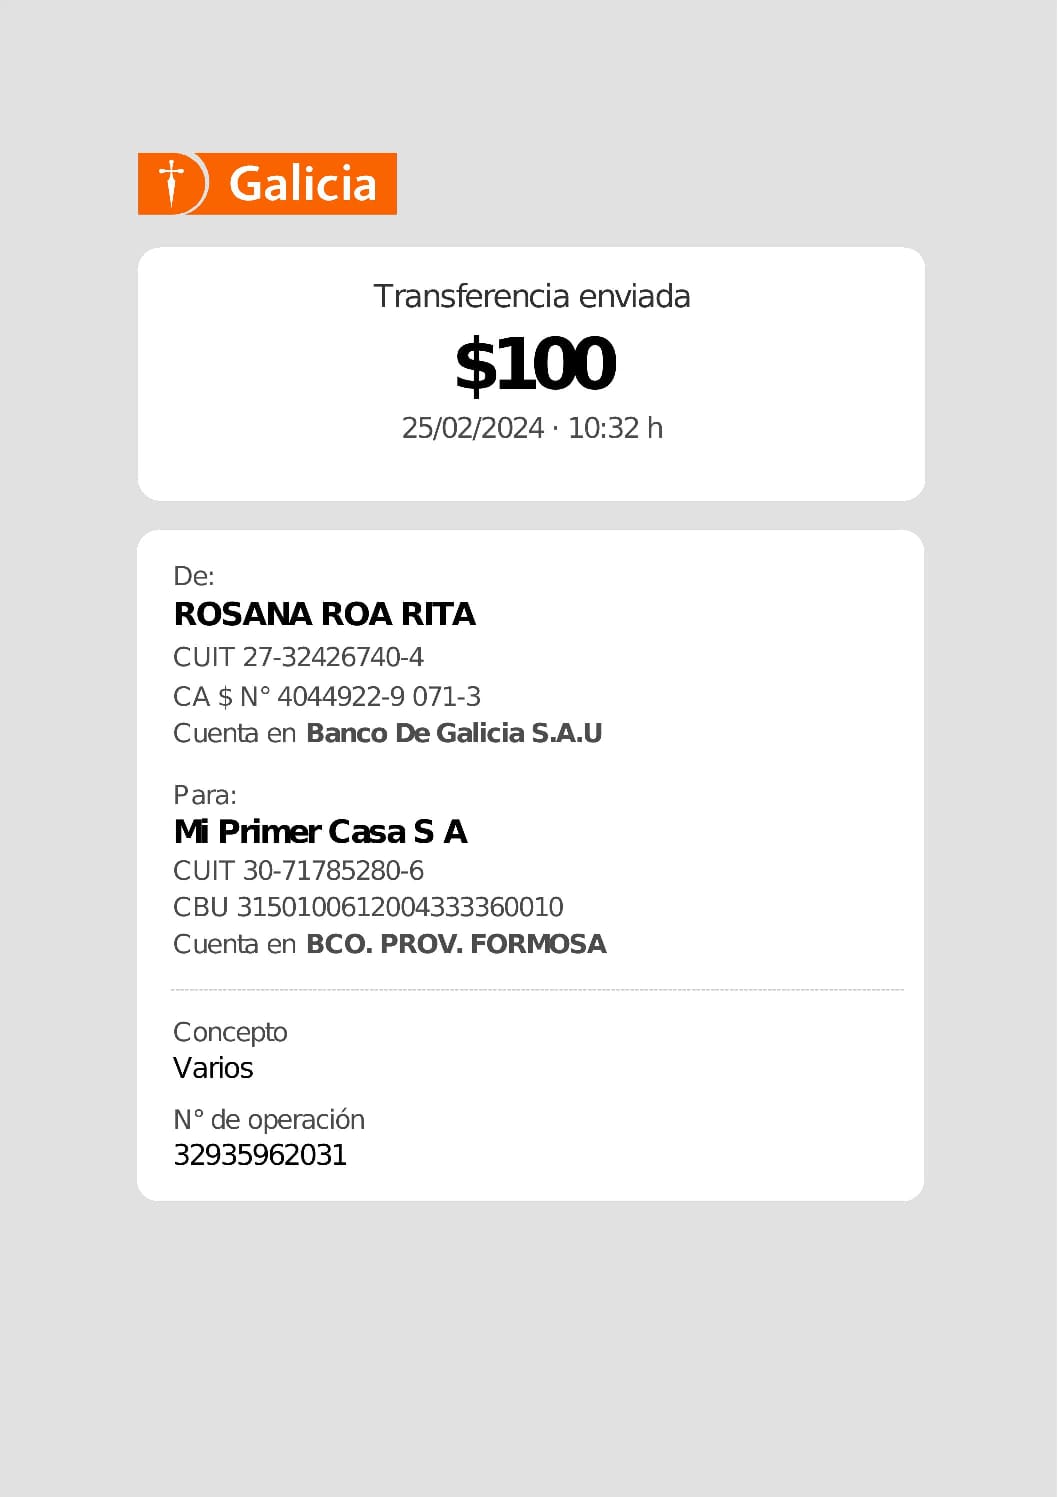 Galicia
Transferencia enviada
$100
25/02/2024 · 10:32 h
De:
ROSANA ROA RITA
CUIT 27-32426740-4
CA $ N° 4044922-9 071-3
Cuenta en Banco De Galicia S.A.U
Para:
Mi Primer Casa S A
CUIT 30-71785280-6
CBU 3150100612004333360010
Cuenta en BCO. PROV. FORMOSA
Concepto
Varios
N° de operación
32935962031